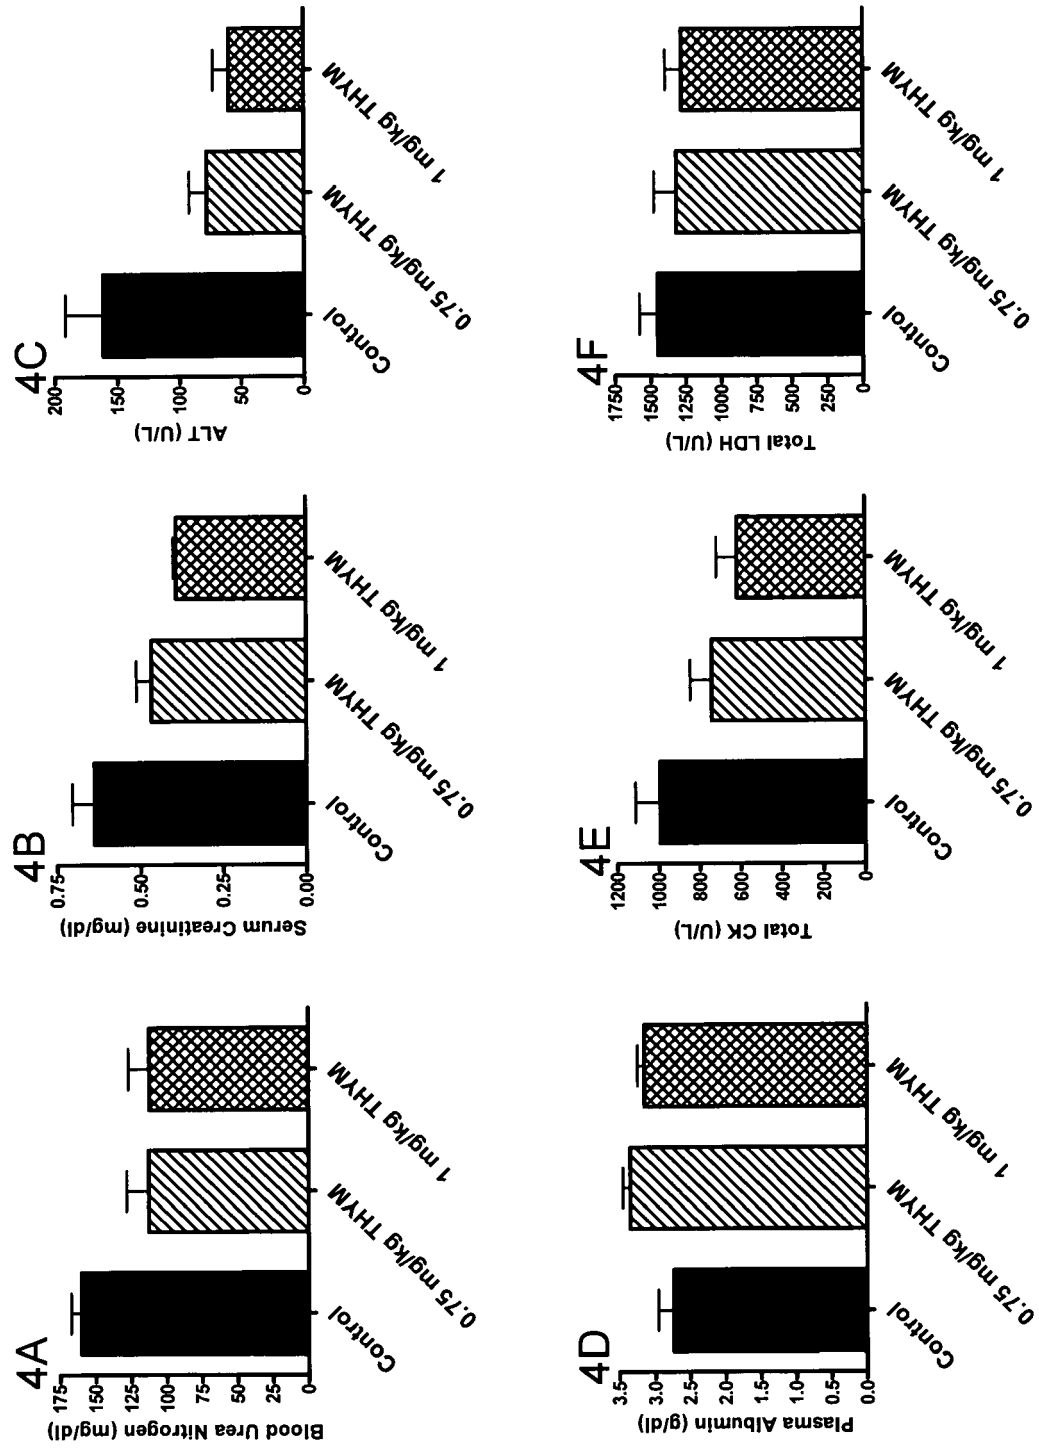 4A
Blood Urea Nitrogen (mg/dl)
175
150
125
100
75
50
25
0
Control
0.75 mg/kg THYM
1 mg/kg THYM
4B
Serum Creatinine (mg/dl)
0.75
0.50
0.25
0.00
Control
0.75 mg/kg THYM
1 mg/kg THYM
4C
ALT (U/L)
200
150
100
50
0
Control
0.75 mg/kg THYM
1 mg/kg THYM
4D
Plasma Albumin (g/dl)
3.5
3.0
2.5
2.0
1.5
1.0
0.5
0.0
Control
0.75 mg/kg THYM
1 mg/kg THYM
4E
Total CK (U/L)
1200
1000
800
600
400
200
0
Control
0.75 mg/kg THYM
1 mg/kg THYM
4F
Total LDH (U/L)
1750
1500
1250
1000
750
500
250
0
Control
0.75 mg/kg THYM
1 mg/kg THYM